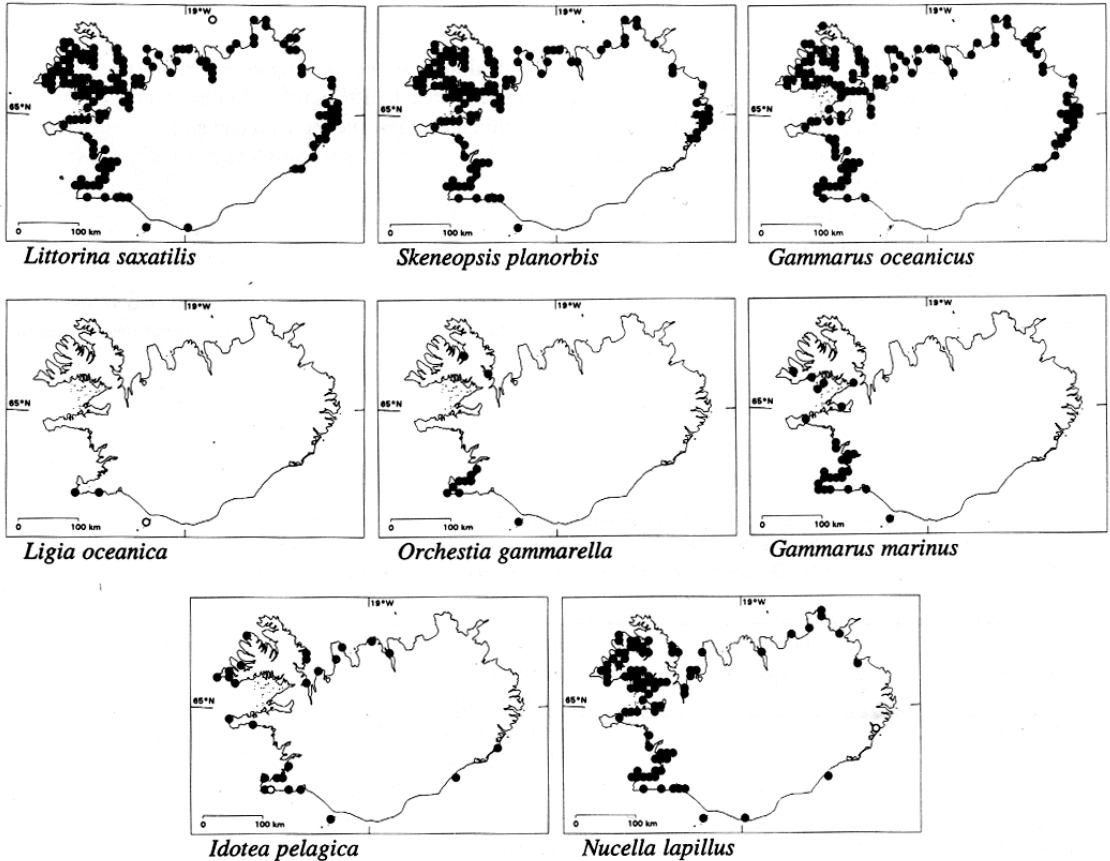 19°W
65°N
0 100 km
Littorina saxatilis
0 100 km
Skeneopsis planorbis
19°W
65°N
0 100 km
Gammarus oceanicus
19°W
65°N
0 100 km
Ligia oceanica
19°W
65°N
0 100 km
Orchestia gammarella
19°W
65°N
0 100 km
Gammarus marinus
19°W
65°N
0 100 km
Idotea pelagica
19°W
65°N
0 100 km
Nucella lapillus